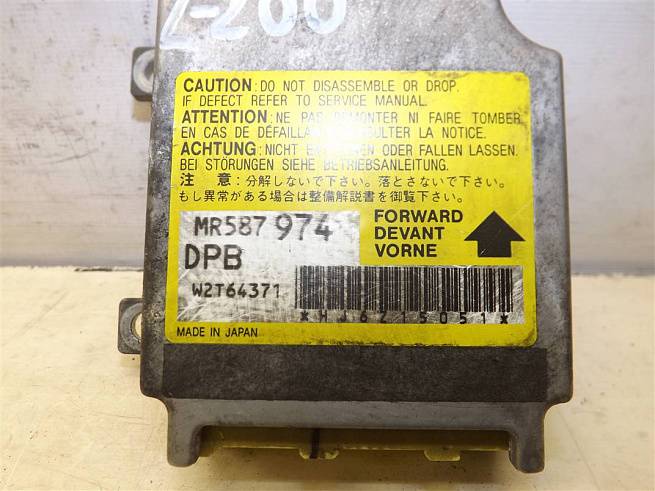 Z-200
CAUTION: DO NOT DISASSEMBLE OR DROP.
IF DEFECT REFER TO SERVICE MANUAL.
ATTENTION: NE PAS DEMONTER NI FAIRE TOMBER
EN CAS DE DÉFAILLANCE CONSULTER LA NOTICE.
ACHTUNG: NICHT ODER FALLEN LASSEN.
BEI STÖRUNGEN SIEHE BETRIEBSANLEITUNG.
注 意:分解しないで下さい。落とさないで下さい。
もし異常がある場合は整備解説書を御覧下さい。
MR587 974
FORWARD
DEVANT
VORNE
DPB
W2T64371
*HJ6Z15051*
MADE IN JAPAN